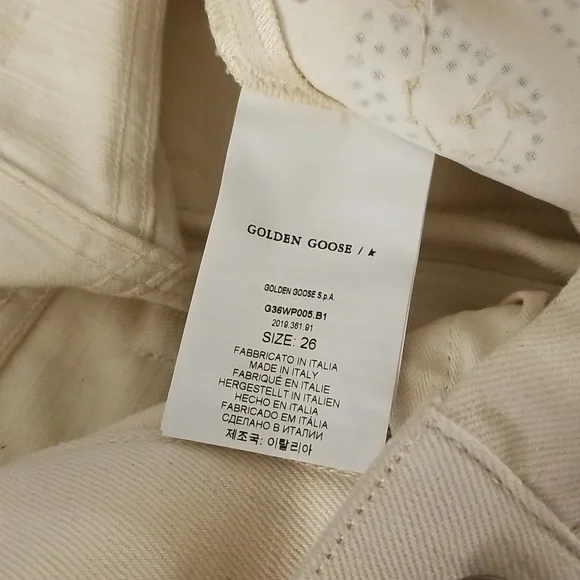 GOLDEN GOOSE / ★
GOLDEN GOOSE S.p.A.
G36WP005.B1
2019.361.91
SIZE: 26
FABBRICATO IN ITALIA
MADE IN ITALY
FABRIQUÉ EN ITALIE
HERGESTELLT IN ITALIEN
HECHO EN ITALIA
FABRICADO EM ITÁLIA
СДЕЛАНО В ИТАЛИИ
제조국: 이탈리아